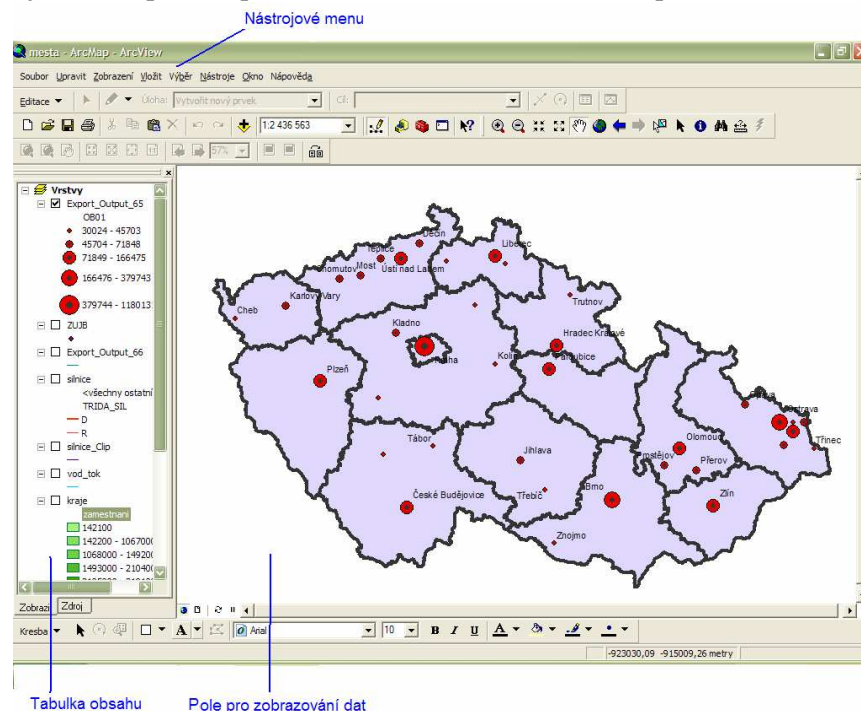 Nástrojové menu
mesta - ArcMap - ArcView
Soubor Upravit Zobrazení Vložit Výběr Nástroje Okno Nápověda
Editace Úloha: Vytvořit nový prvek Cíl:
1:2 436 563
57%
Vrstvy
Export_Output_65
OB01
30024 - 45703
45704 - 71848
71849 - 166475
166476 - 379743
379744 - 118013
ZUJB
Export_Output_66
silnice
<všechny ostatní
TRIDA_SIL
D
R
silnice_Clip
vod_tok
kraje
zamestnani
142100
142200 - 1067000
1068000 - 149200
1493000 - 210400
Děčín
Teplice
Liberec
Chomutov
Most
Ústí nad Labem
Karlovy Vary
Cheb
Trutnov
Kladno
Hradec Králové
Praha
Kolín
Pardubice
Plzeň
Opava
Ostrava
Tábor
Olomouc
Třinec
Jihlava
Prostějov
Přerov
České Budějovice
Třebíč
Brno
Zlín
Znojmo
Zobrazi Zdroj
Kresba A Arial 10 B I U A
-923030,09 -915009,26 metry
Tabulka obsahu
Pole pro zobrazování dat